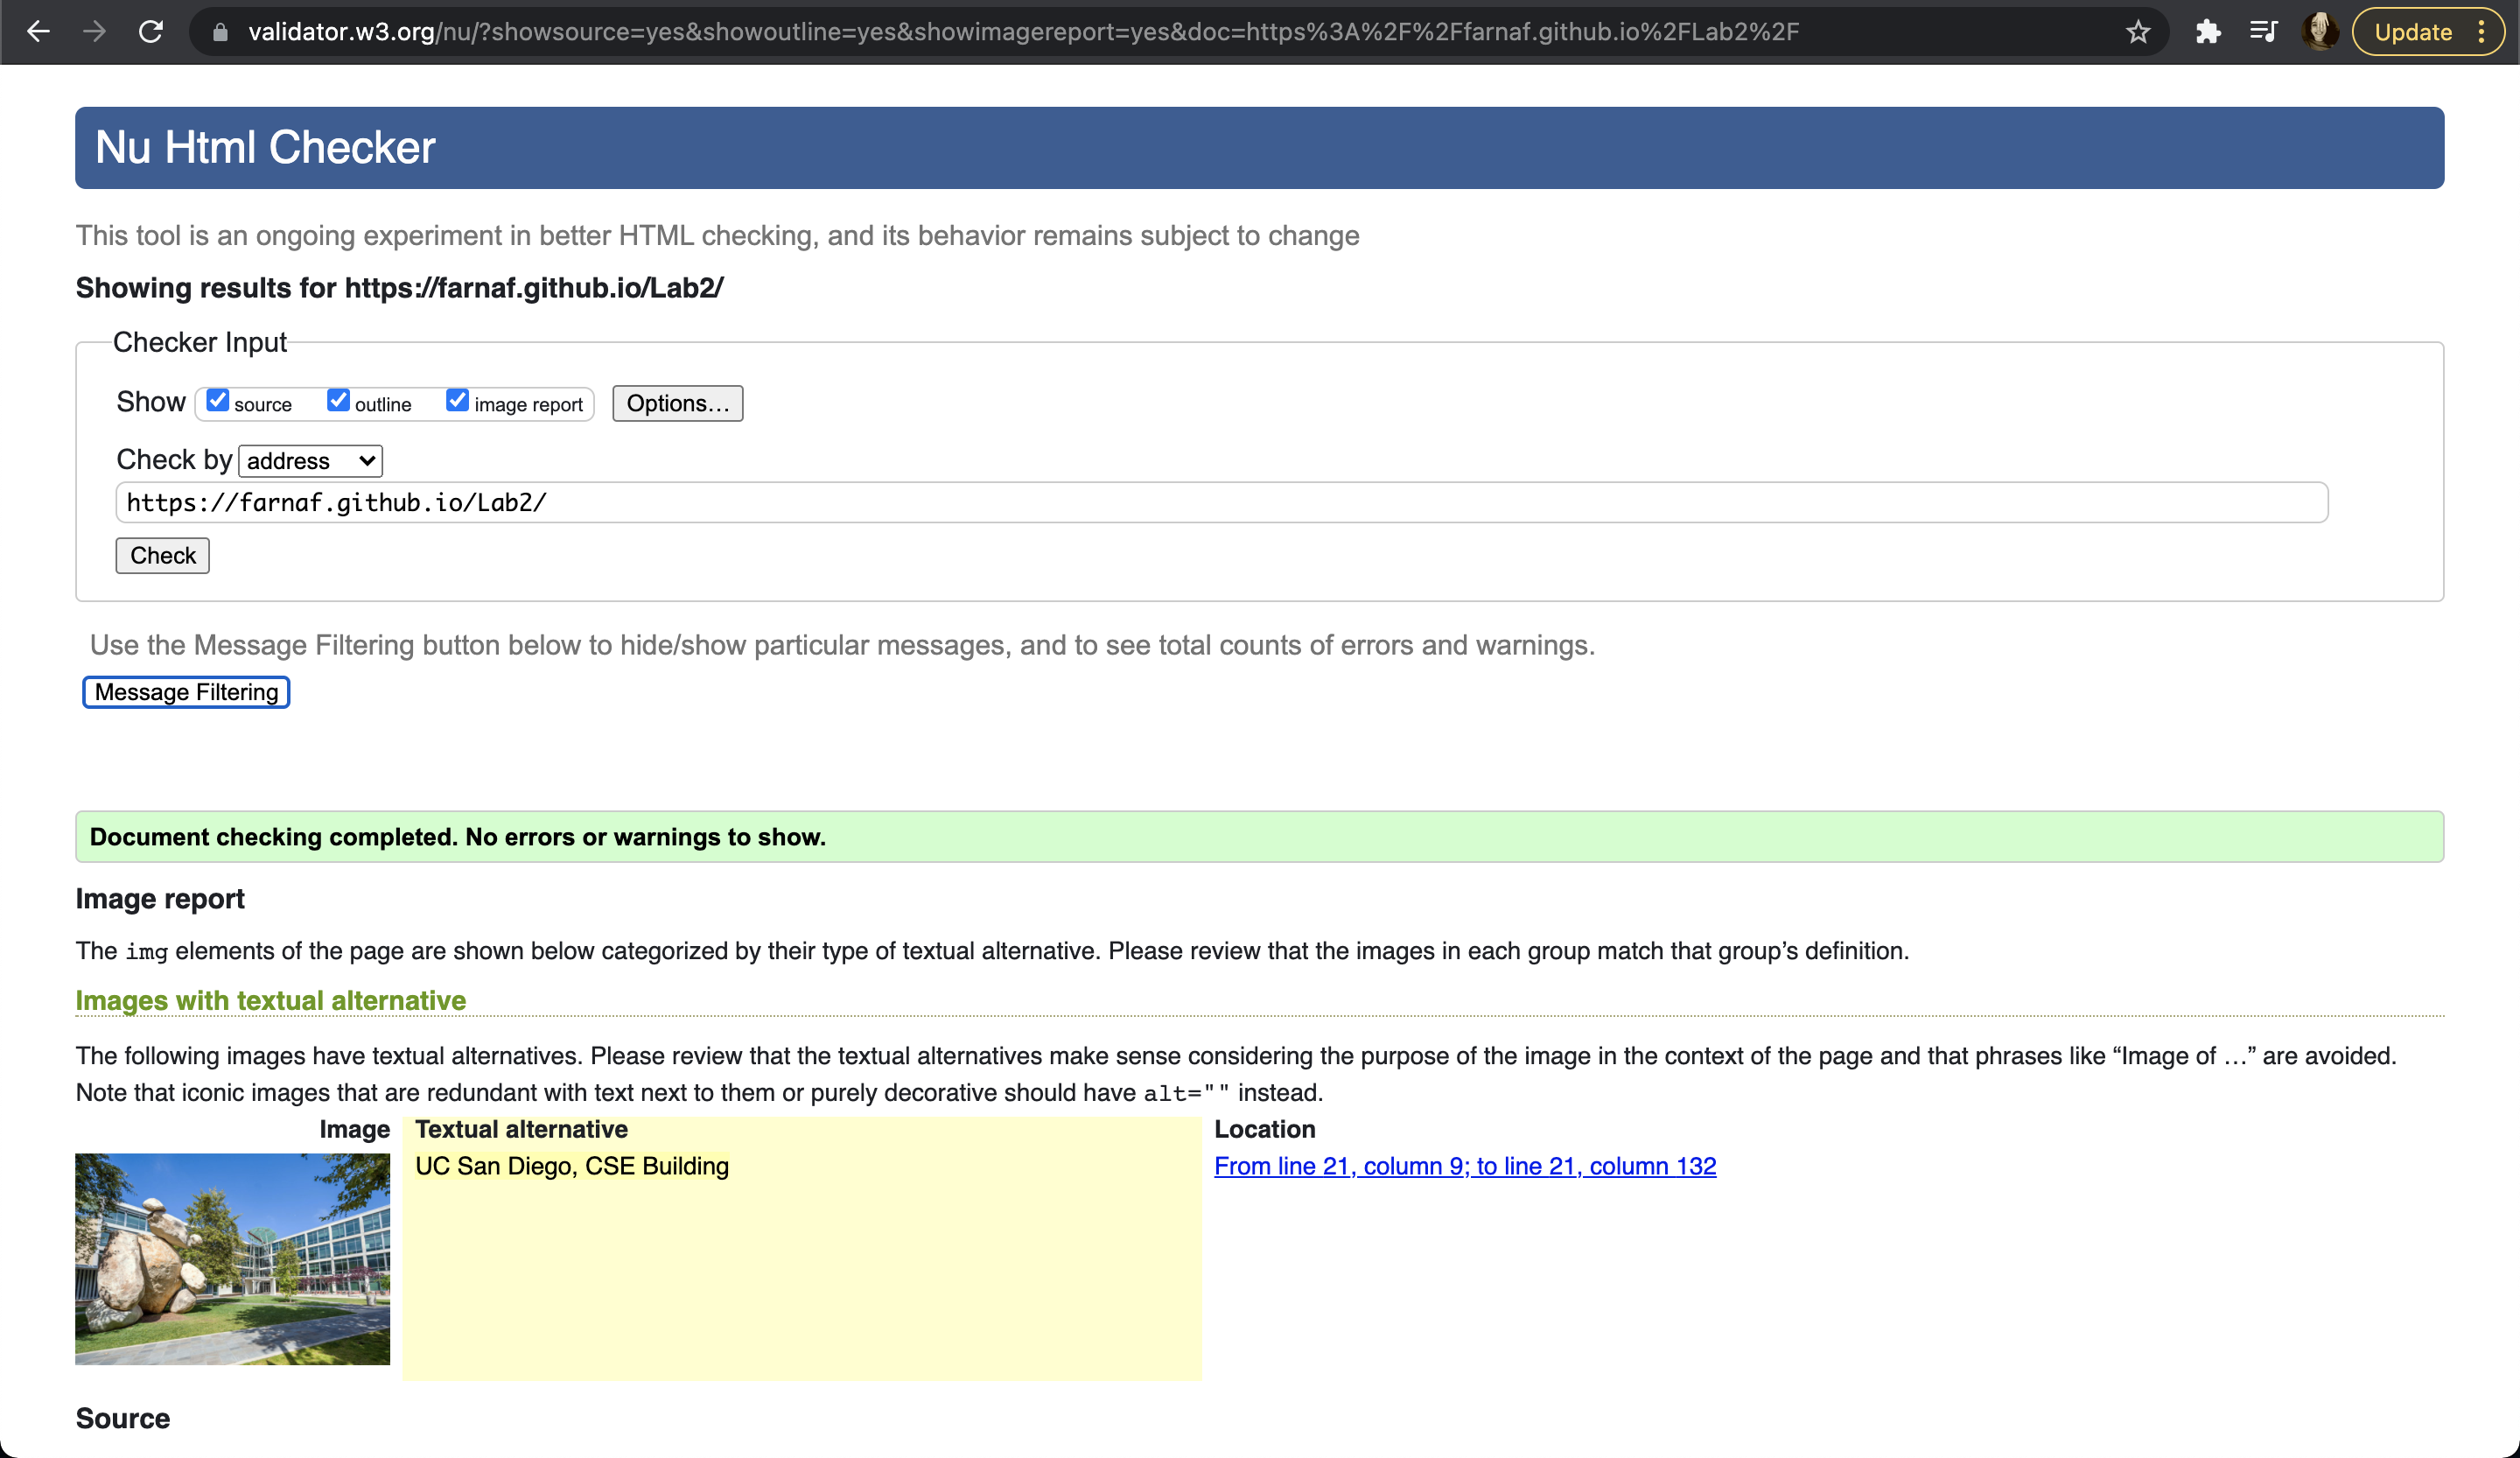 validator.w3.org/nu/?showsource=yes&showoutline=yes&showimagereport=yes&doc=https%3A%2F%2Ffarnaf.github.io%2FLab2%2F
Update
Nu Html Checker
This tool is an ongoing experiment in better HTML checking, and its behavior remains subject to change
Showing results for https://farnaf.github.io/Lab2/
Checker Input
Show source outline image report Options…
Check by address
https://farnaf.github.io/Lab2/
Check
Use the Message Filtering button below to hide/show particular messages, and to see total counts of errors and warnings.
Message Filtering
Document checking completed. No errors or warnings to show.
Image report
The img elements of the page are shown below categorized by their type of textual alternative. Please review that the images in each group match that group’s definition.
Images with textual alternative
The following images have textual alternatives. Please review that the textual alternatives make sense considering the purpose of the image in the context of the page and that phrases like “Image of …” are avoided.
Note that iconic images that are redundant with text next to them or purely decorative should have alt="" instead.
Image Textual alternative Location
UC San Diego, CSE Building From line 21, column 9; to line 21, column 132
Source